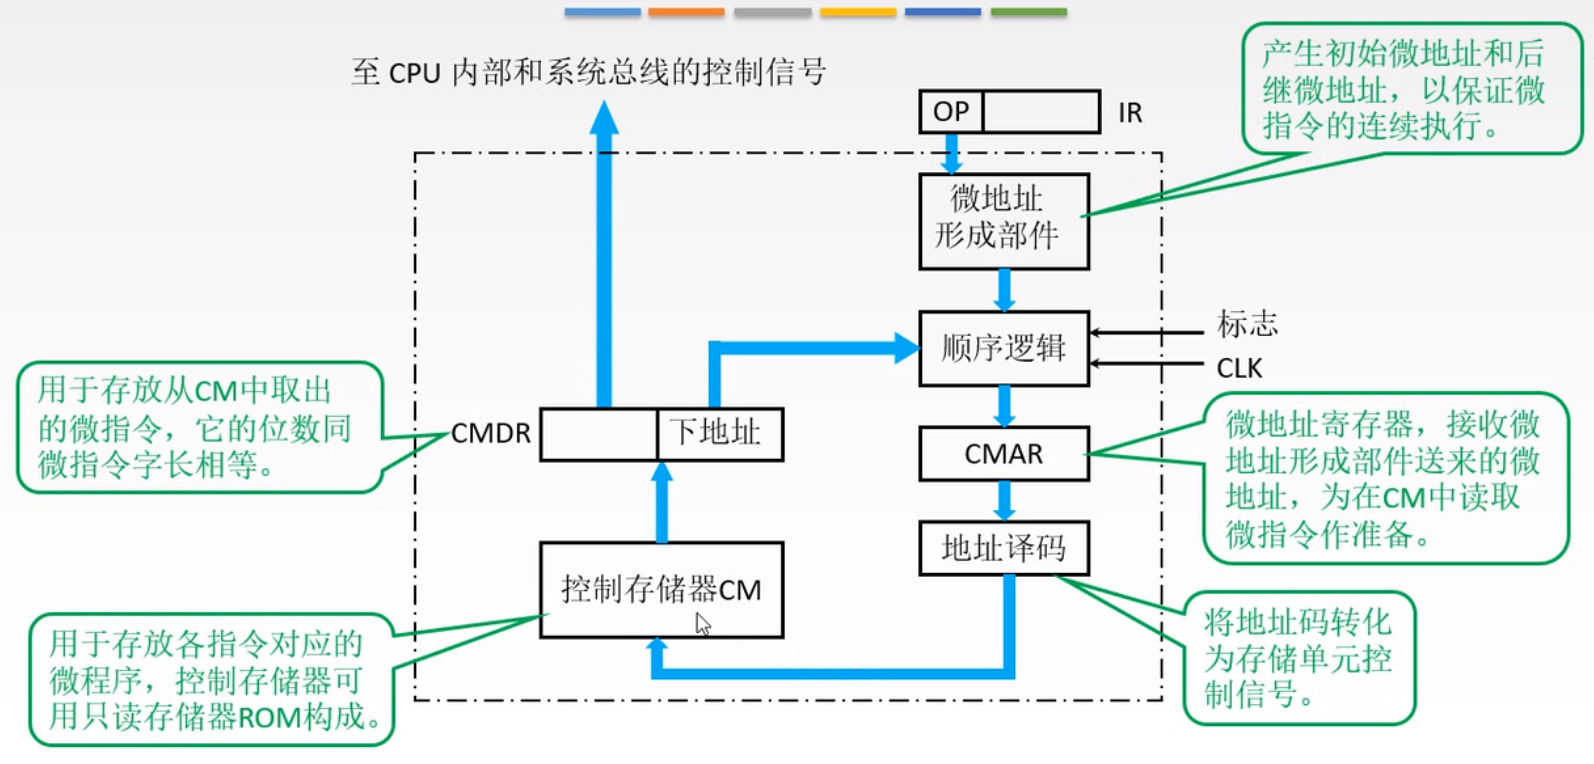 至 CPU 内部和系统总线的控制信号
OP
IR
产生初始微地址和后
继微地址，以保证微
指令的连续执行。
微地址
形成部件
顺序逻辑
标志
CLK
用于存放从CM中取出
的微指令，它的位数同
微指令字长相等。
CMDR
下地址
CMAR
微地址寄存器，接收微
地址形成部件送来的微
地址，为在CM中读取
微指令作准备。
地址译码
控制存储器CM
用于存放各指令对应的
微程序，控制存储器可
用只读存储器ROM构成。
将地址码转化
为存储单元控
制信号。